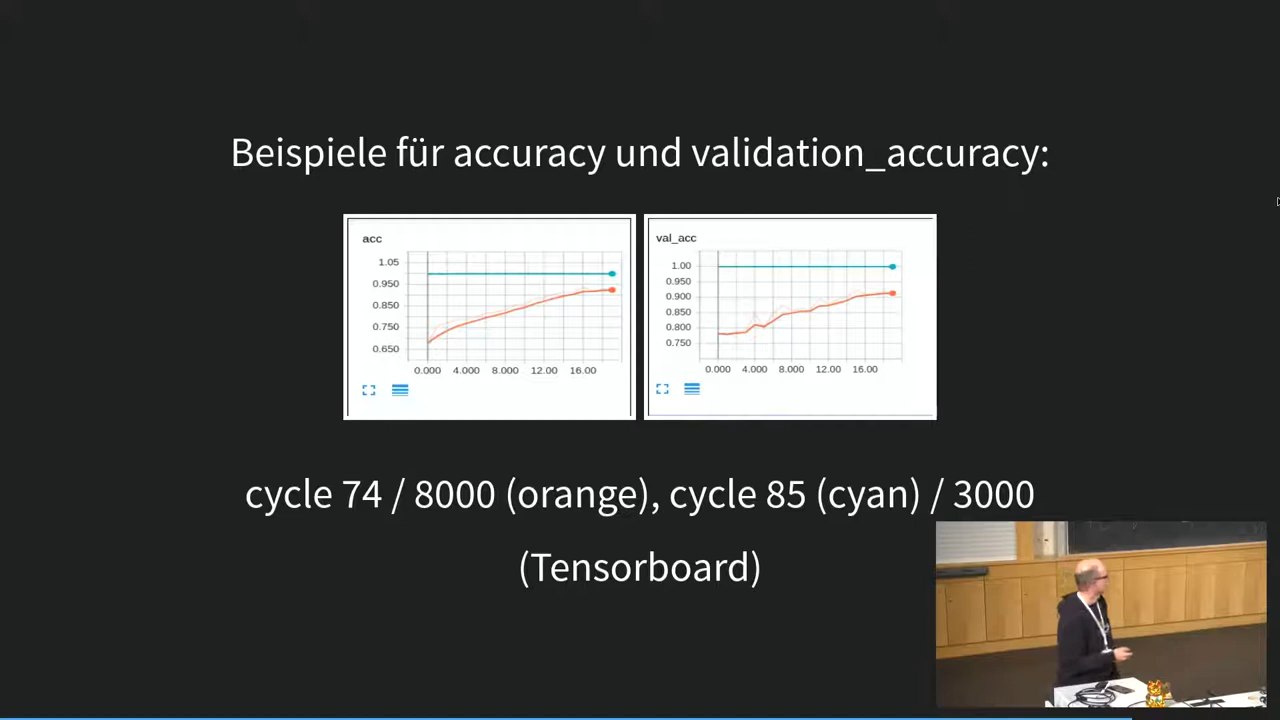 Beispiele für accuracy und validation_accuracy:
acc
1.05
0.950
0.850
0.750
0.650
0.000 4.000 8.000 12.00 16.00
val_acc
1.00
0.950
0.900
0.850
0.800
0.750
0.000 4.000 8.000 12.00 16.00
cycle 74 / 8000 (orange), cycle 85 (cyan) / 3000
(Tensorboard)